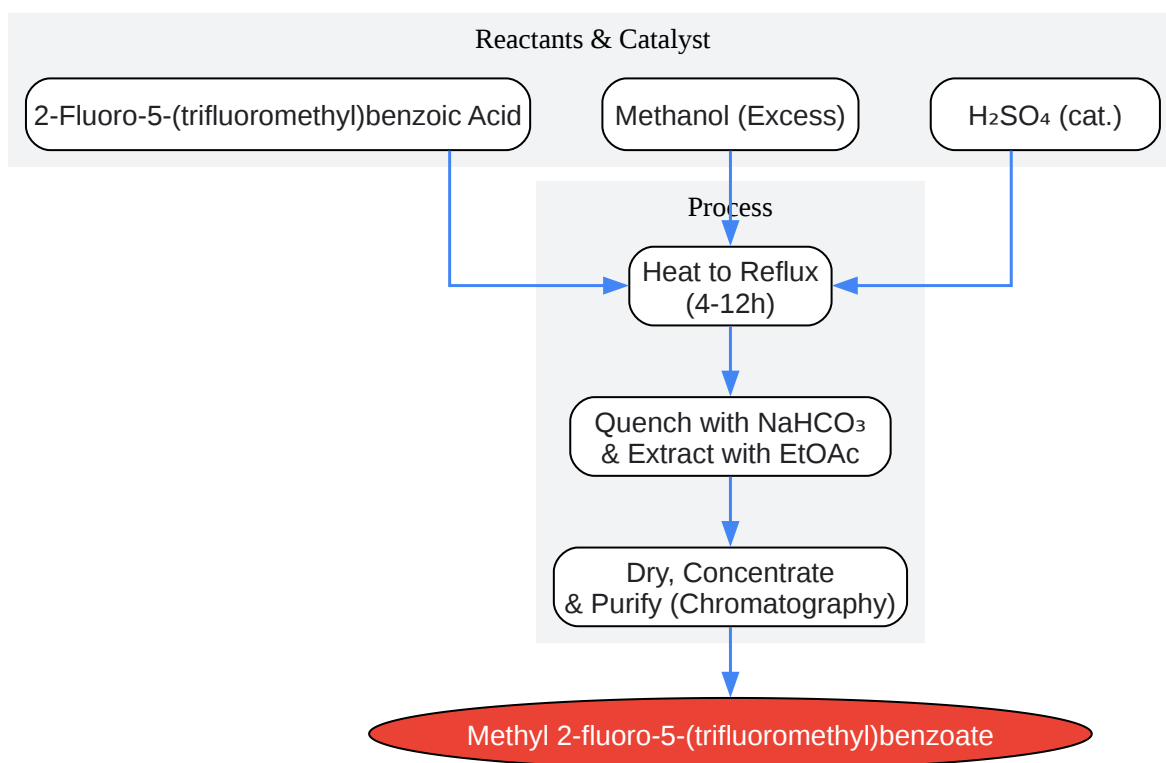 Reactants & Catalyst
2-Fluoro-5-(trifluoromethyl)benzoic Acid
Methanol (Excess)
H₂SO₄ (cat.)
Process
Heat to Reflux
(4-12h)
Quench with NaHCO₃
& Extract with EtOAc
Dry, Concentrate
& Purify (Chromatography)
Methyl 2-fluoro-5-(trifluoromethyl)benzoate